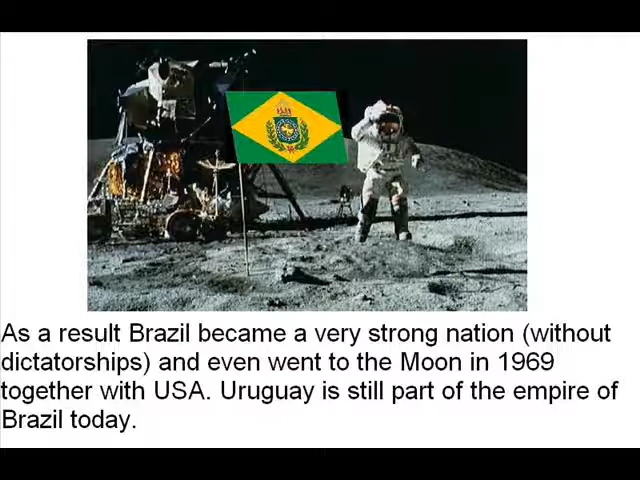 As a result Brazil became a very strong nation (without
dictatorships) and even went to the Moon in 1969
together with USA. Uruguay is still part of the empire of
Brazil today.